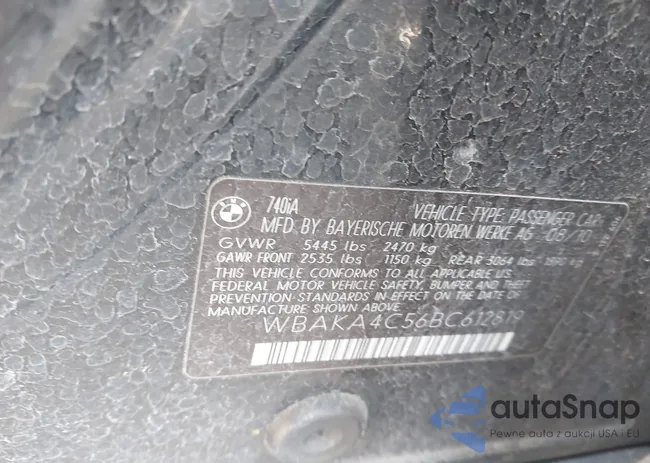 BMW
740iA VEHICLE TYPE: PASSENGER CAR
MFD BY BAYERISCHE MOTOREN WERKE AG 08/10
GVWR 5445 lbs 2470 kg
GAWR FRONT 2535 lbs 1150 kg REAR 3064 lbs kg
THIS VEHICLE CONFORMS TO ALL APPLICABLE U.S.
FEDERAL MOTOR VEHICLE SAFETY, BUMPER, AND THEFT
PREVENTION STANDARDS IN EFFECT ON THE DATE OF
MANUFACTURE SHOWN ABOVE.
WBAKA4C56BC612819
autaSnap
Pewne auta z aukcji USA i EU